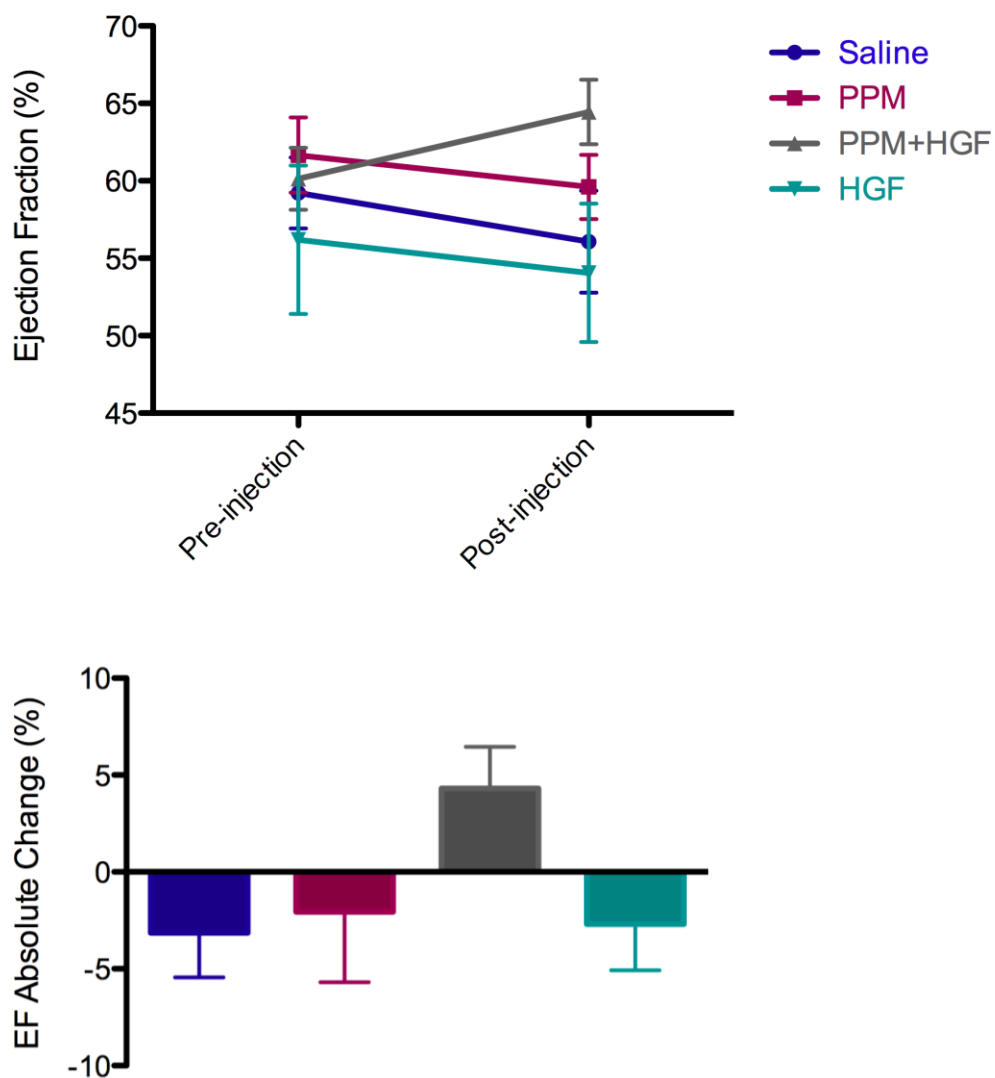 Ejection Fraction (%)
70
65
60
55
50
45
Pre-injection
Post-injection
Saline
PPM
PPM+HGF
HGF
EF Absolute Change (%)
10
5
0
-5
-10